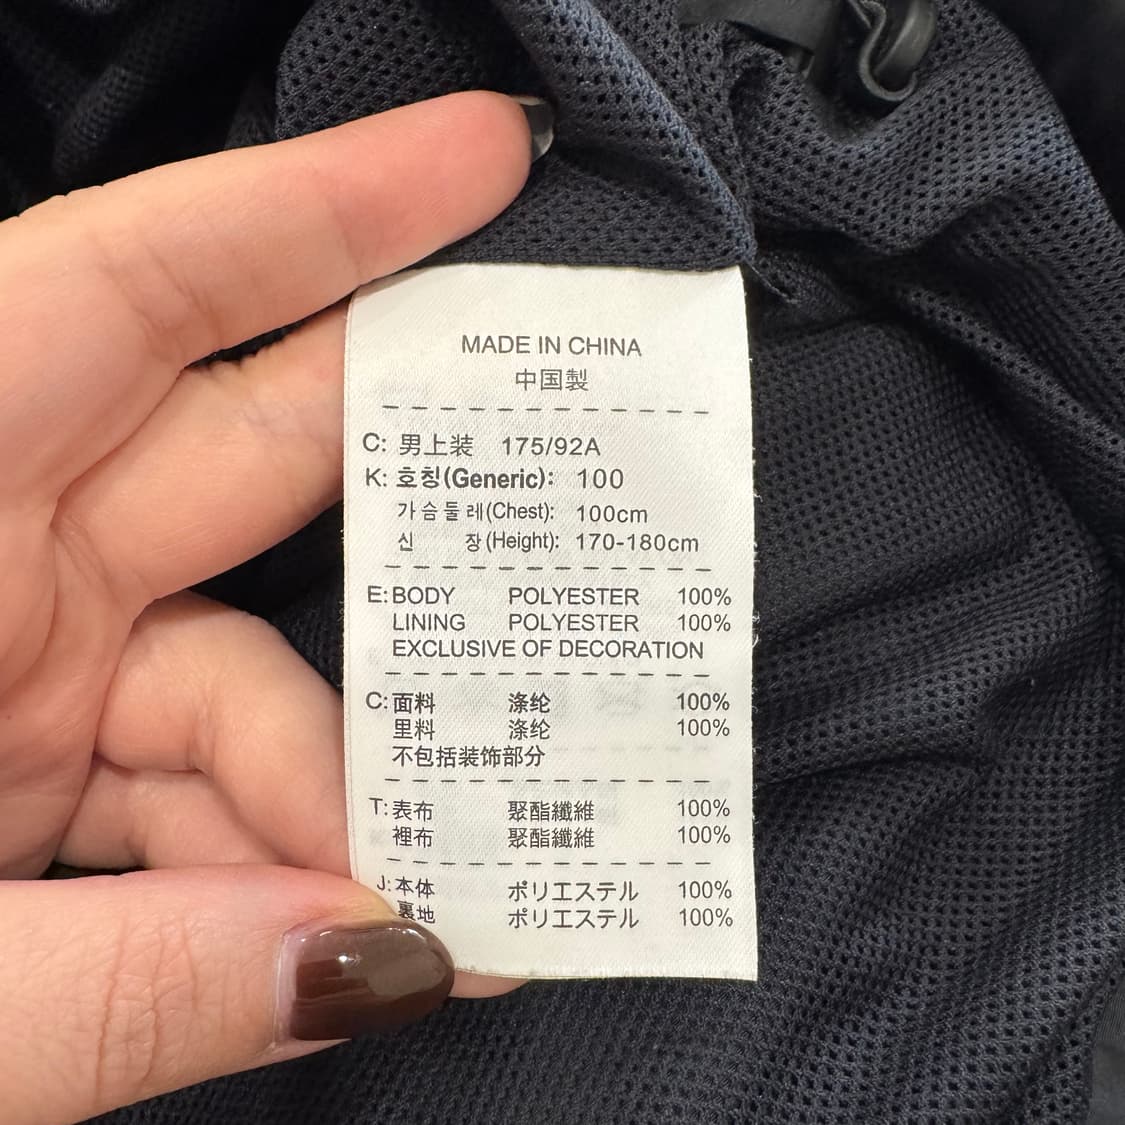 MADE IN CHINA
中国製
C: 男上装 175/92A
K: 호칭(Generic): 100
가슴둘레(Chest): 100cm
신 장(Height): 170-180cm
E: BODY POLYESTER 100%
LINING POLYESTER 100%
EXCLUSIVE OF DECORATION
C: 面料 涤纶 100%
里料 涤纶 100%
不包括装饰部分
T: 表布 聚酯纖維 100%
裡布 聚酯纖維 100%
J: 本体 ポリエステル 100%
裏地 ポリエステル 100%